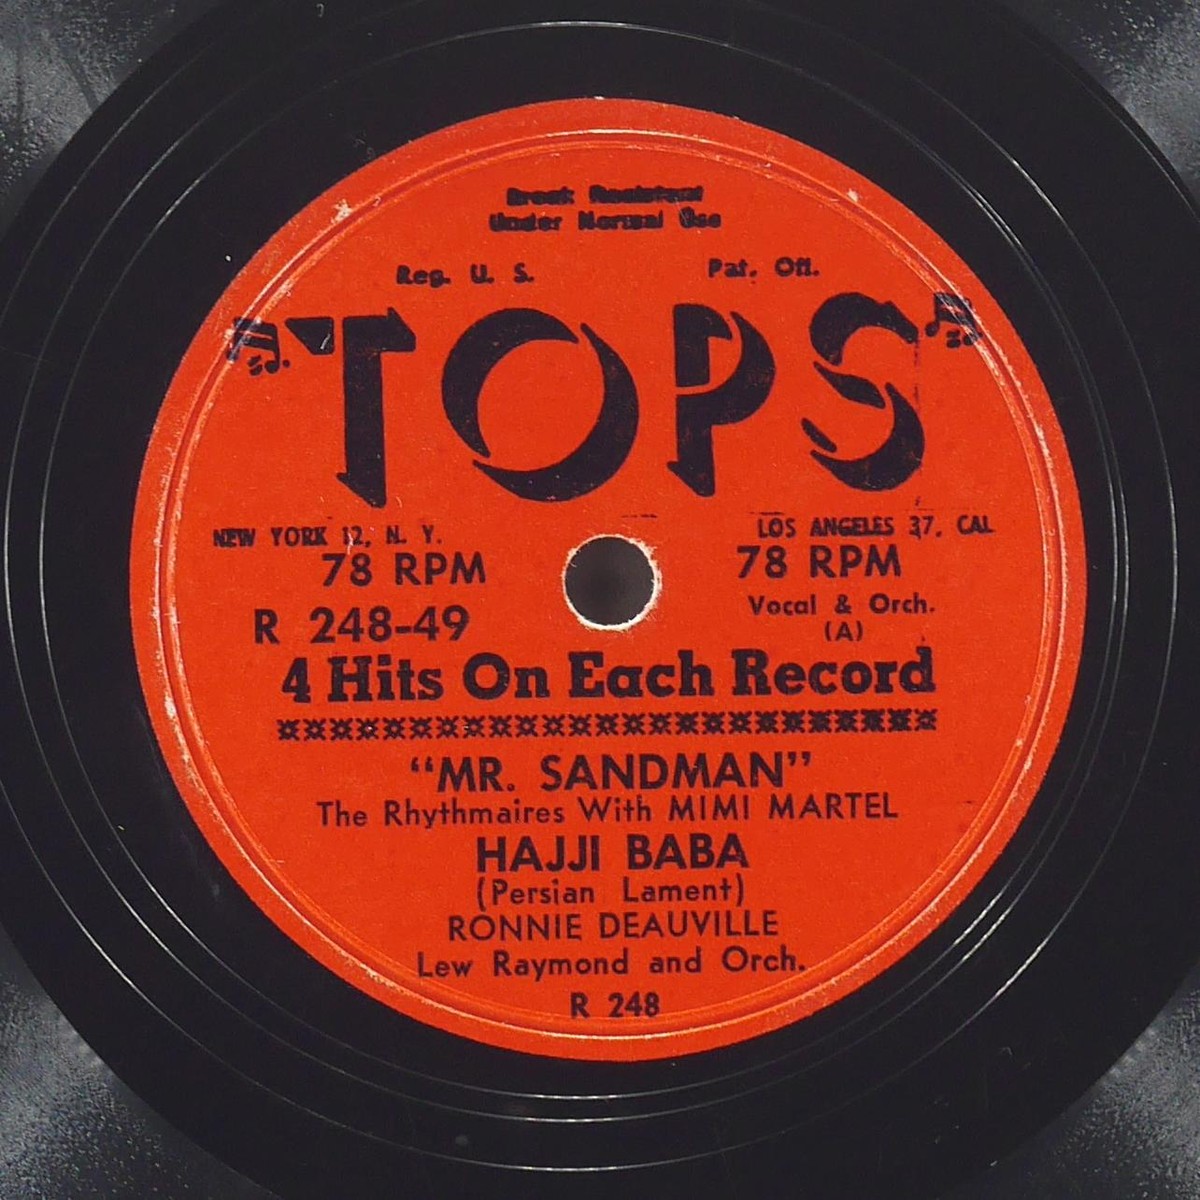 Break Resistant
Under Normal Use
Reg. U. S. Pat. Off.
"TOPS"
NEW YORK 12, N. Y. LOS ANGELES 37, CAL
78 RPM 78 RPM
Vocal & Orch.
R 248-49 (A)
4 Hits On Each Record
"MR. SANDMAN"
The Rhythmaires With MIMI MARTEL
HAJJI BABA
(Persian Lament)
RONNIE DEAUVILLE
Lew Raymond and Orch.
R 248